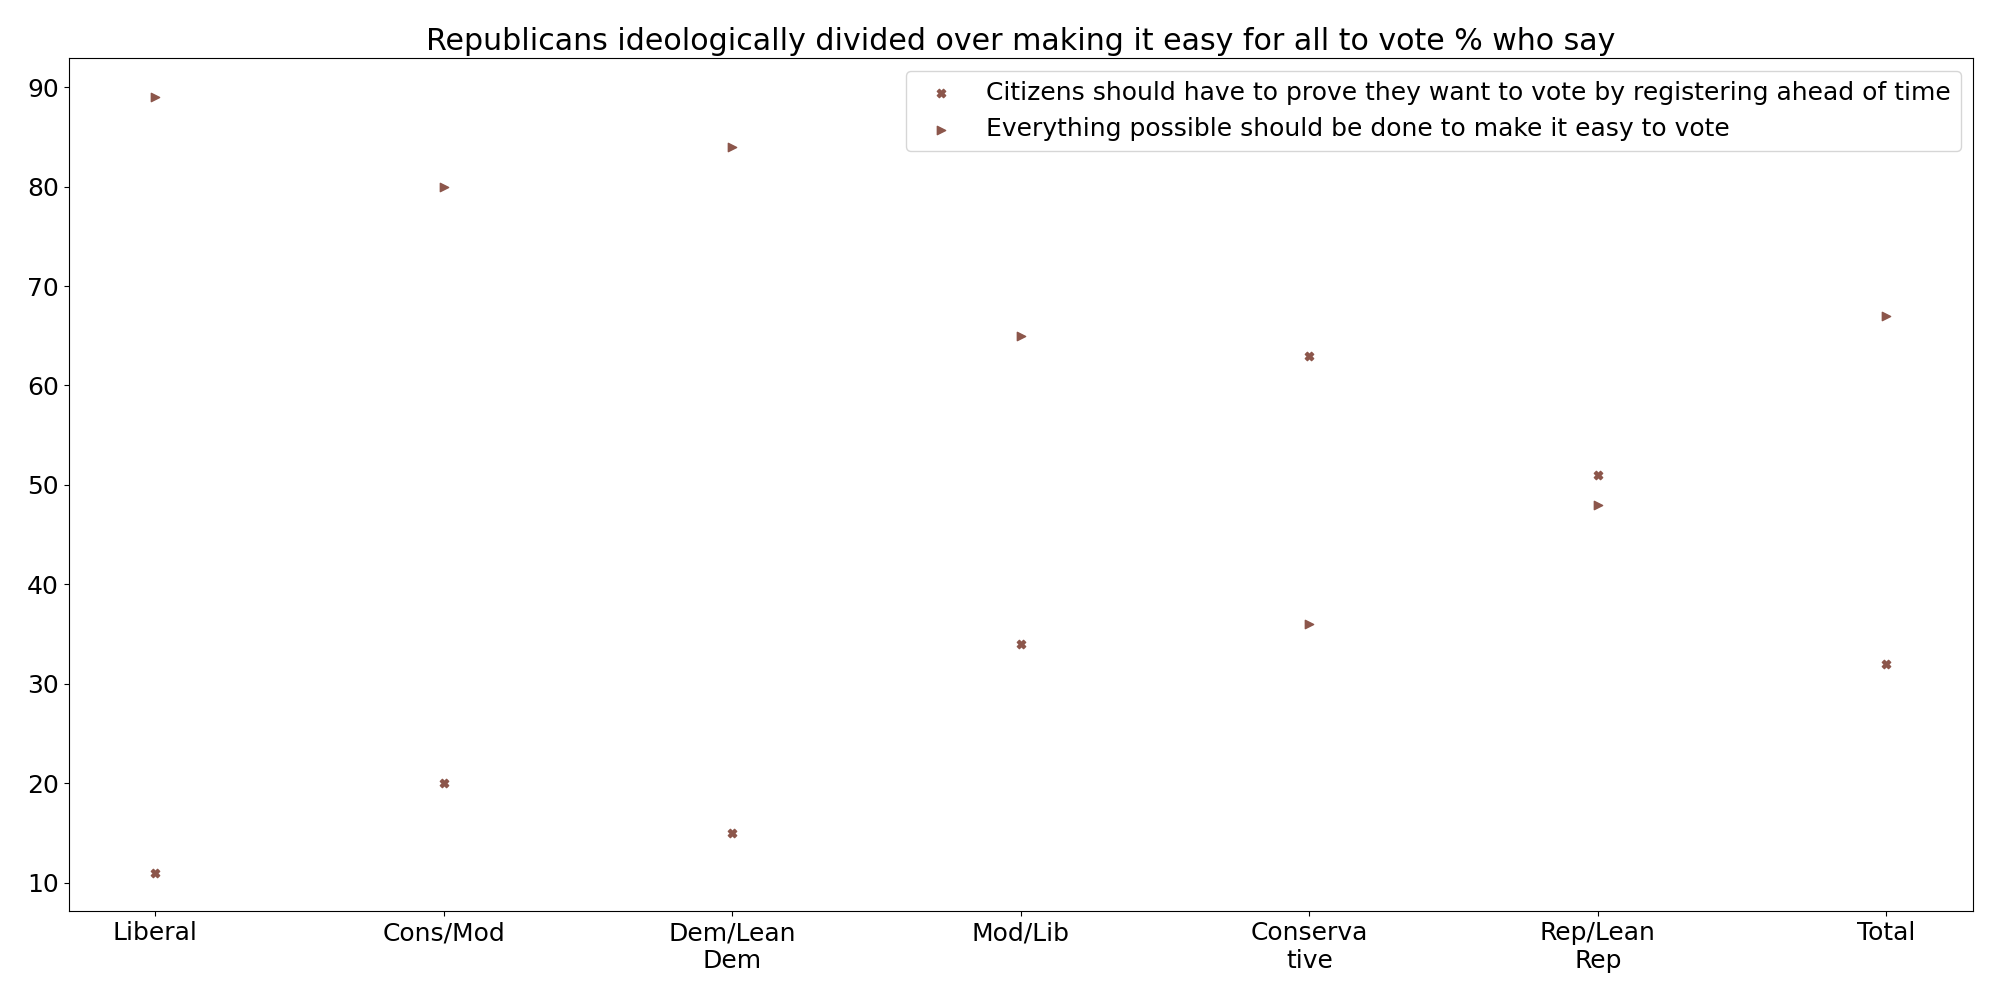 Republicans ideologically divided over making it easy for all to vote % who say
Citizens should have to prove they want to vote by registering ahead of time
Everything possible should be done to make it easy to vote
90
80
70
60
50
40
30
20
10
Liberal
Cons/Mod
Dem/Lean
Dem
Mod/Lib
Conserva
tive
Rep/Lean
Rep
Total